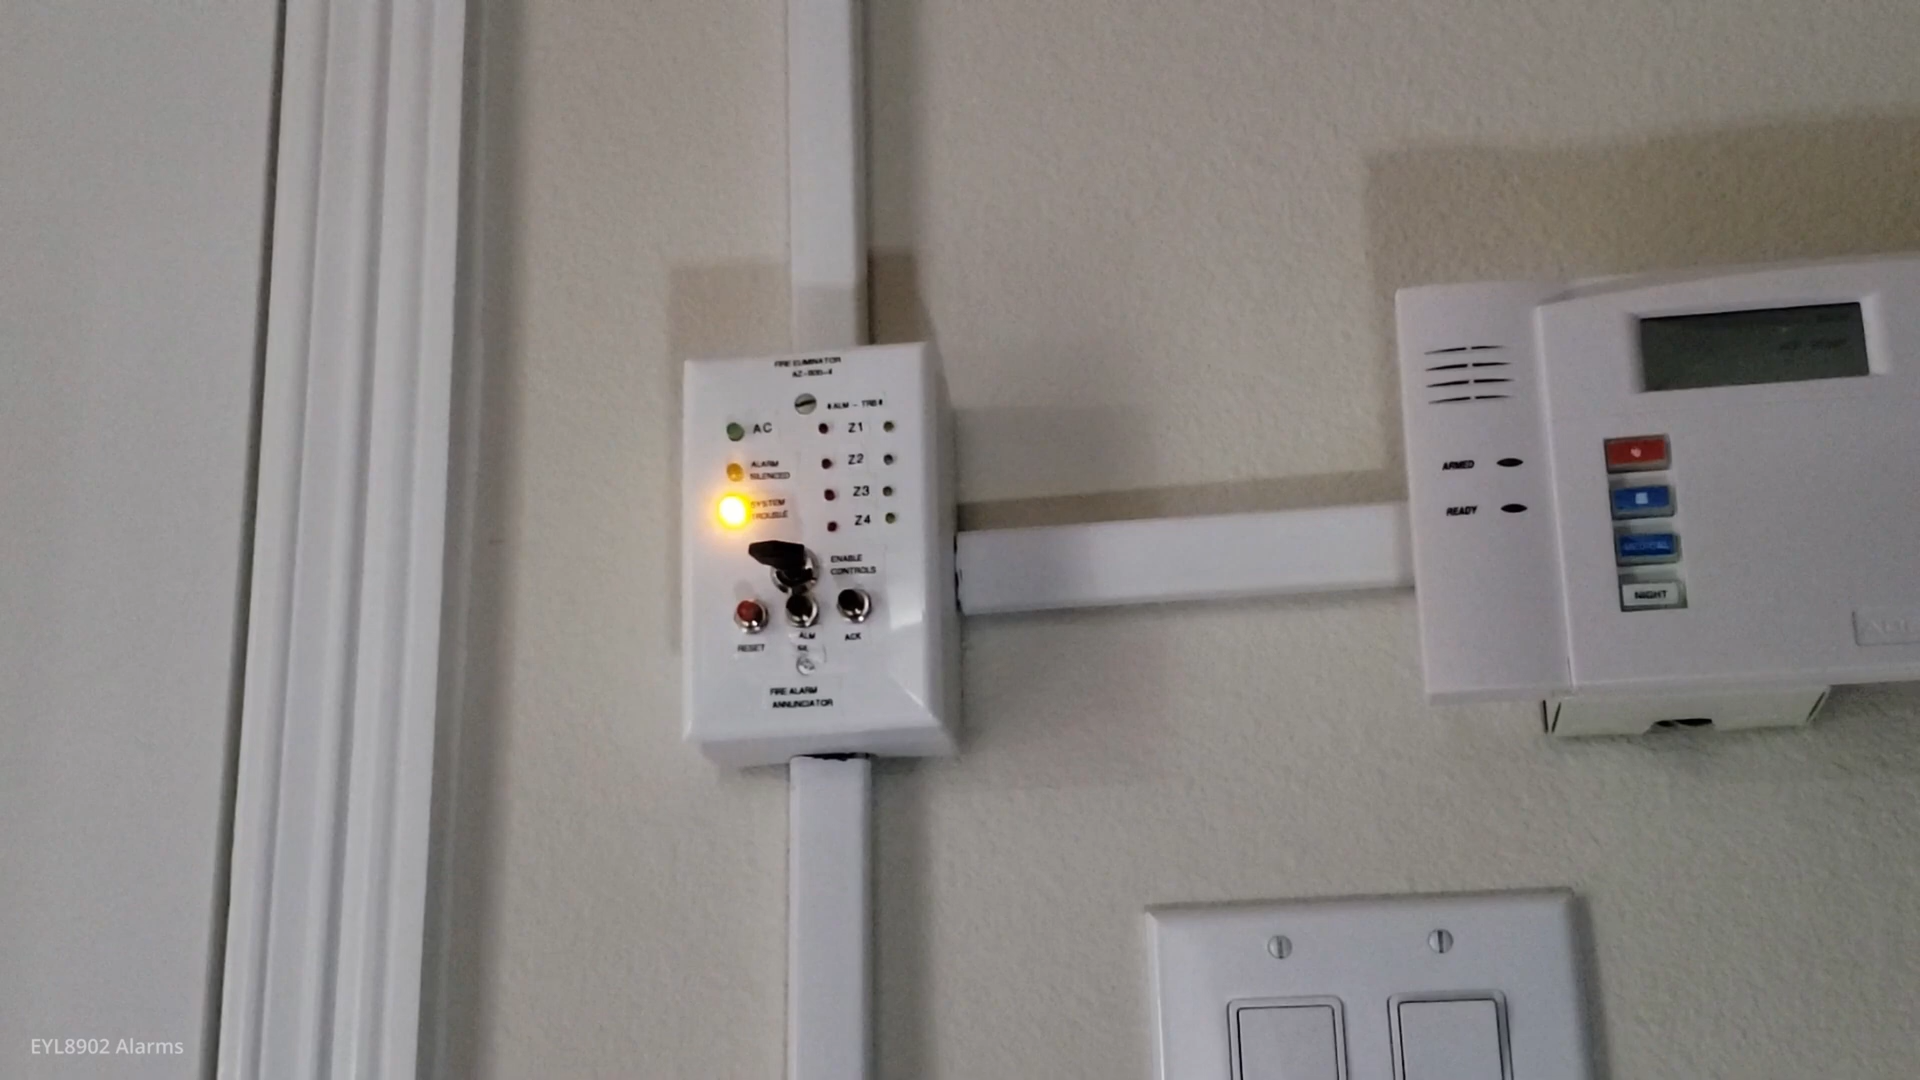 FIRE ELIMINATOR
ALM - TRB
AC
Z1
ALARM
SILENCED
Z2
SYSTEM
TROUBLE
Z3
Z4
ENABLE
CONTROLS
RESET
ALM
SIL
ACK
FIRE ALARM
ANNUNCIATOR
ARMED
READY
NIGHT
EYL8902 Alarms